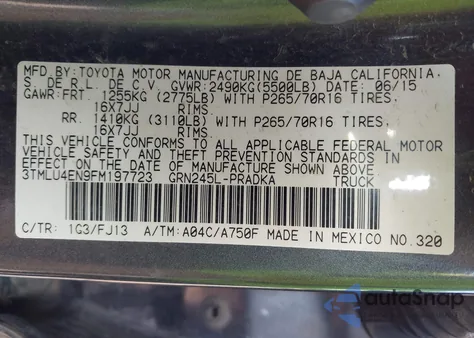 MFD.BY:TOYOTA MOTOR MANUFACTURING DE BAJA CALIFORNIA.
S. DE R.L. DE C.V. GVWR:2490KG(5500LB) DATE: 06/15
GAWR:FRT. 1255KG (2775LB) WITH P265/70R16 TIRES.
16X7JJ RIMS
RR. 1410KG (3110LB) WITH P265/70R16 TIRES.
16X7JJ RIMS
THIS VEHICLE CONFORMS TO ALL APPLICABLE FEDERAL MOTOR
VEHICLE SAFETY AND THEFT PREVENTION STANDARDS IN
EFFECT ON THE DATE OF MANUFACTURE SHOWN ABOVE.
3TMLU4EN9FM197723 GRN245L-PRADKA TRUCK
C/TR: 1G3/FJ13 A/TM:A04C/A750F MADE IN MEXICO NO.320
autoSnap